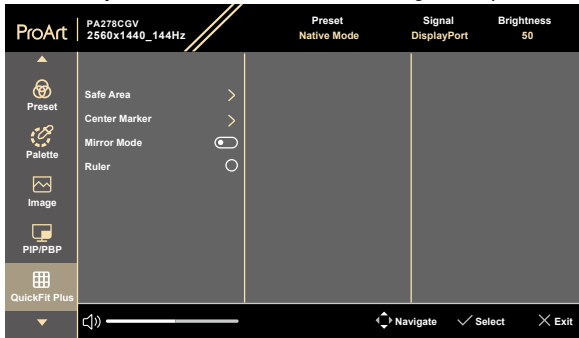 ProArt
PA278CGV
2560x1440_144Hz
Preset
Native Mode
Signal
DisplayPort
Brightness
50
Preset
Palette
Image
PIP/PBP
QuickFit Plus
Safe Area
Center Marker
Mirror Mode
Ruler
Navigate
Select
Exit